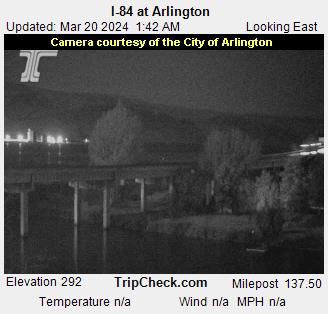 I-84 at Arlington
Updated: Mar 20 2024 1:42 AM Looking East
Camera courtesy of the City of Arlington
Elevation 292 TripCheck.com Milepost 137.50
Temperature n/a Wind n/a MPH n/a